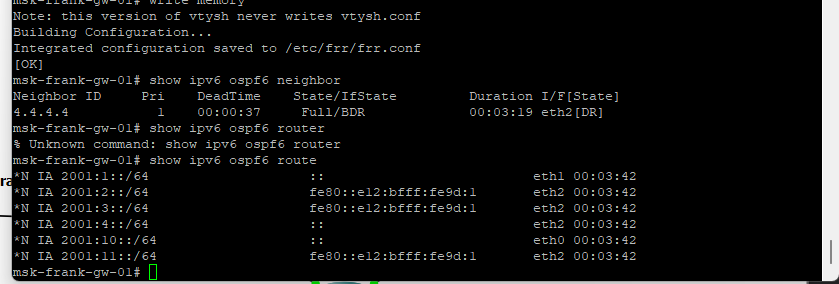 msk-frank-gw-01# write memory
Note: this version of vtysh never writes vtysh.conf
Building Configuration...
Integrated configuration saved to /etc/frr/frr.conf
[OK]
msk-frank-gw-01# show ipv6 ospf6 neighbor
Neighbor ID     Pri    DeadTime    State/IfState         Duration I/F[State]
4.4.4.4           1    00:00:37     Full/BDR             00:03:19 eth2[DR]
msk-frank-gw-01# show ipv6 ospf6 router
% Unknown command: show ipv6 ospf6 router
msk-frank-gw-01# show ipv6 ospf6 route
*N IA 2001:1::/64                    ::                        eth1 00:03:42
*N IA 2001:2::/64                    fe80::e12:bfff:fe9d:1     eth2 00:03:42
*N IA 2001:3::/64                    fe80::e12:bfff:fe9d:1     eth2 00:03:42
*N IA 2001:4::/64                    ::                        eth2 00:03:42
*N IA 2001:10::/64                   ::                        eth0 00:03:42
*N IA 2001:11::/64                   fe80::e12:bfff:fe9d:1     eth2 00:03:42
msk-frank-gw-01#